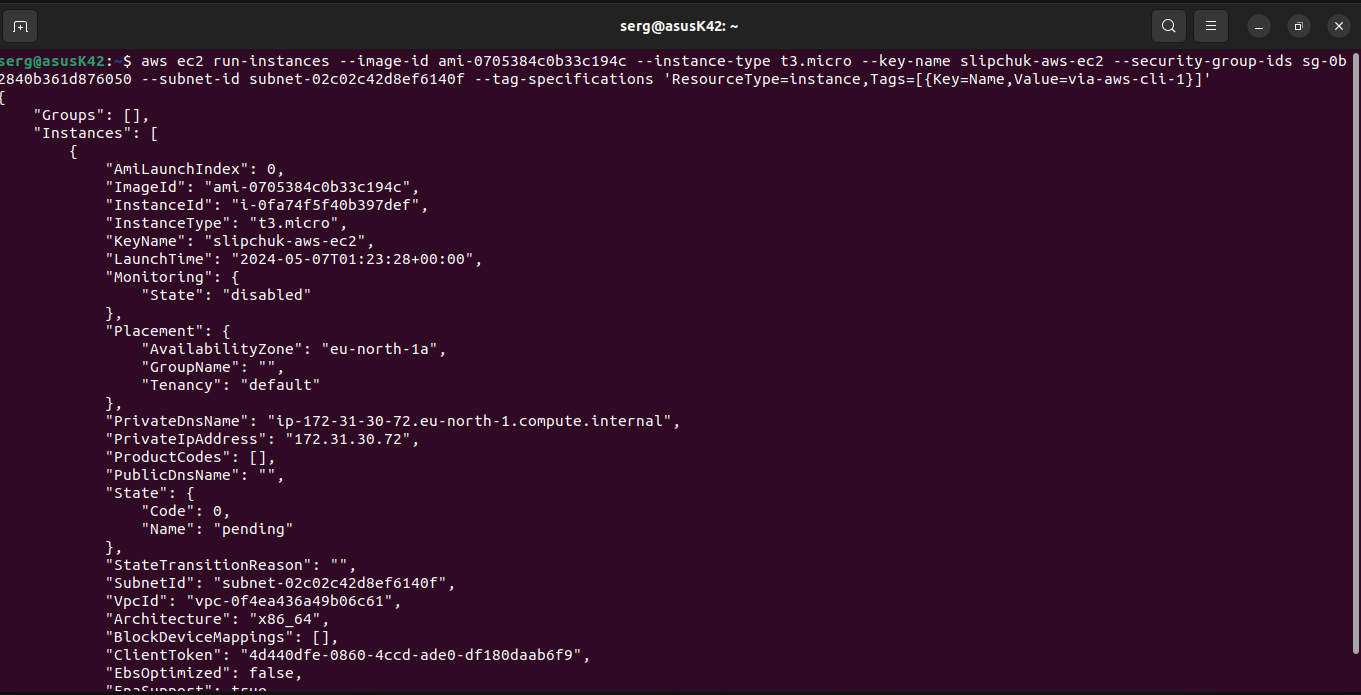 serg@asusK42: ~
serg@asusK42:~$ aws ec2 run-instances --image-id ami-0705384c0b33c194c --instance-type t3.micro --key-name slipchuk-aws-ec2 --security-group-ids sg-0b
2840b361d876050 --subnet-id subnet-02c02c42d8ef6140f --tag-specifications 'ResourceType=instance,Tags=[{Key=Name,Value=via-aws-cli-1}]'
{
    "Groups": [],
    "Instances": [
        {
            "AmiLaunchIndex": 0,
            "ImageId": "ami-0705384c0b33c194c",
            "InstanceId": "i-0fa74f5f40b397def",
            "InstanceType": "t3.micro",
            "KeyName": "slipchuk-aws-ec2",
            "LaunchTime": "2024-05-07T01:23:28+00:00",
            "Monitoring": {
                "State": "disabled"
            },
            "Placement": {
                "AvailabilityZone": "eu-north-1a",
                "GroupName": "",
                "Tenancy": "default"
            },
            "PrivateDnsName": "ip-172-31-30-72.eu-north-1.compute.internal",
            "PrivateIpAddress": "172.31.30.72",
            "ProductCodes": [],
            "PublicDnsName": "",
            "State": {
                "Code": 0,
                "Name": "pending"
            },
            "StateTransitionReason": "",
            "SubnetId": "subnet-02c02c42d8ef6140f",
            "VpcId": "vpc-0f4ea436a49b06c61",
            "Architecture": "x86_64",
            "BlockDeviceMappings": [],
            "ClientToken": "4d440dfe-0860-4ccd-ade0-df180daab6f9",
            "EbsOptimized": false,
            "EnaSupport": true